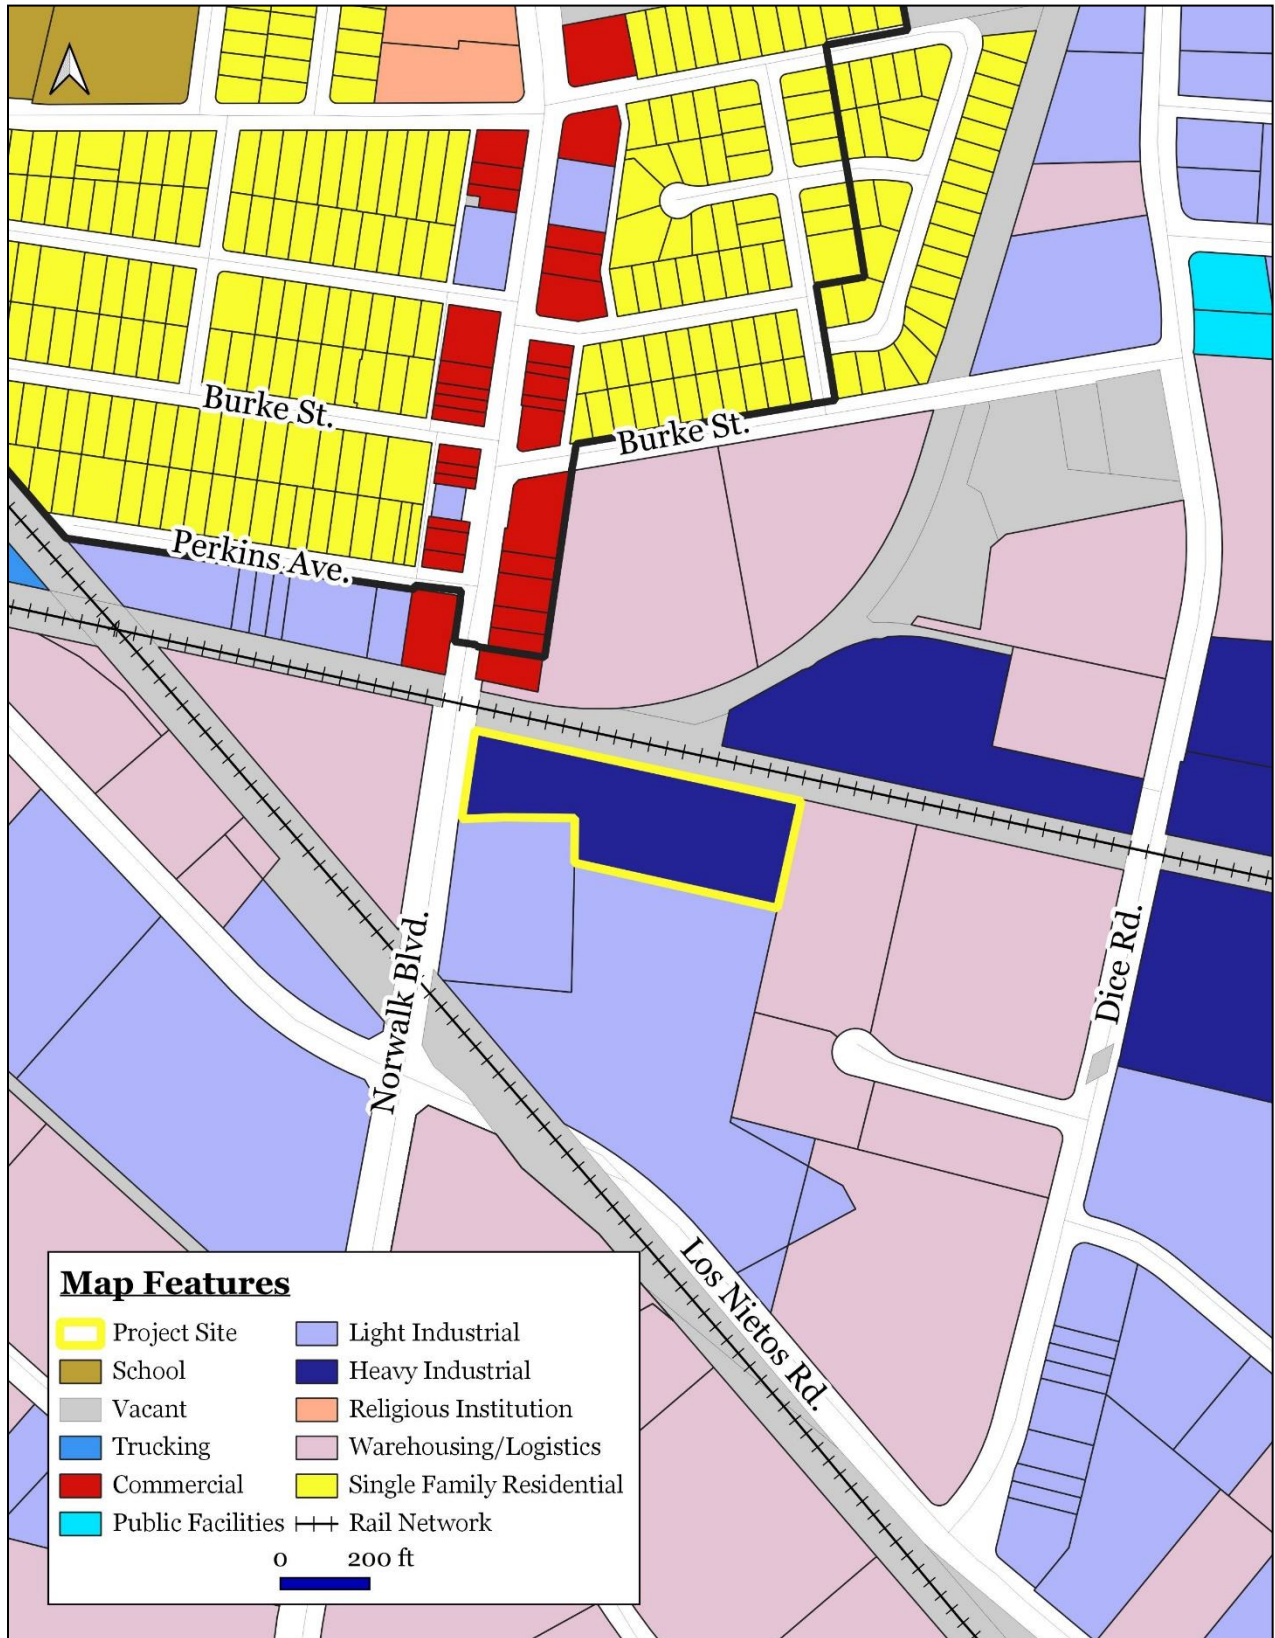 Burke St.
Burke St.
Perkins Ave.
Norwalk Blvd.
Dice Rd.
Los Nietos Rd.
Map Features
Project Site
School
Vacant
Trucking
Commercial
Public Facilities
Light Industrial
Heavy Industrial
Religious Institution
Warehousing/Logistics
Single Family Residential
Rail Network
0 200 ft